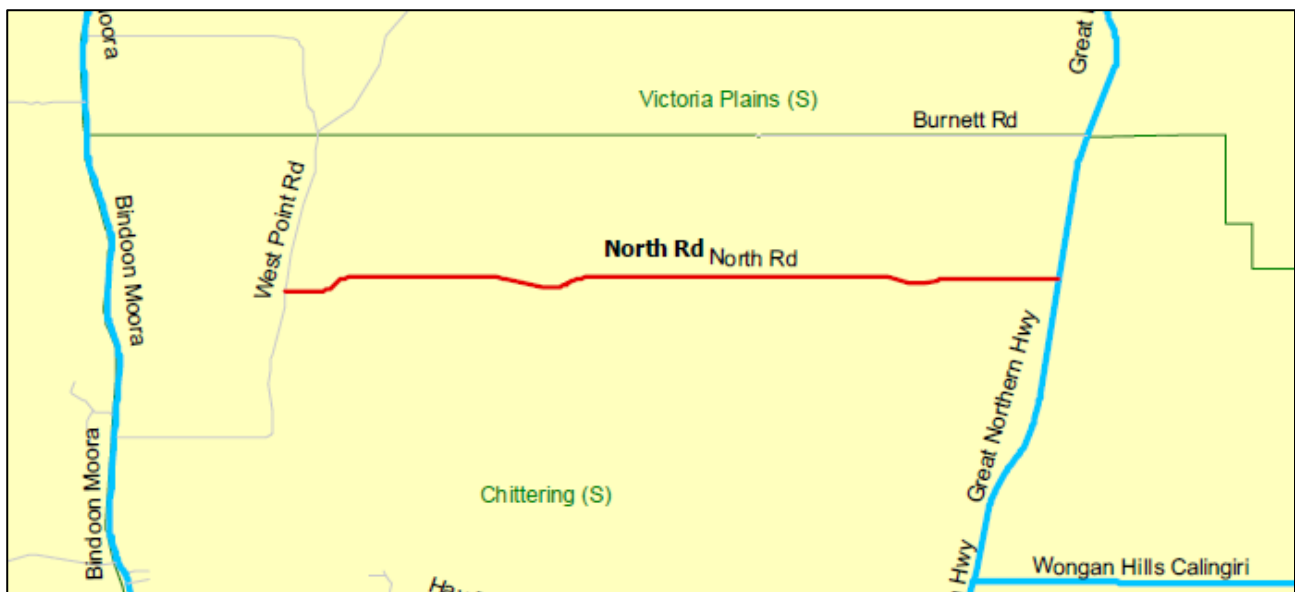 oora
Great
Victoria Plains (S)
Burnett Rd
West Point Rd
Bindoon Moora
North Rd
North Rd
Great Northern Hwy
Bindoon Moora
Chittering (S)
Hwy
Wongan Hills Calingiri